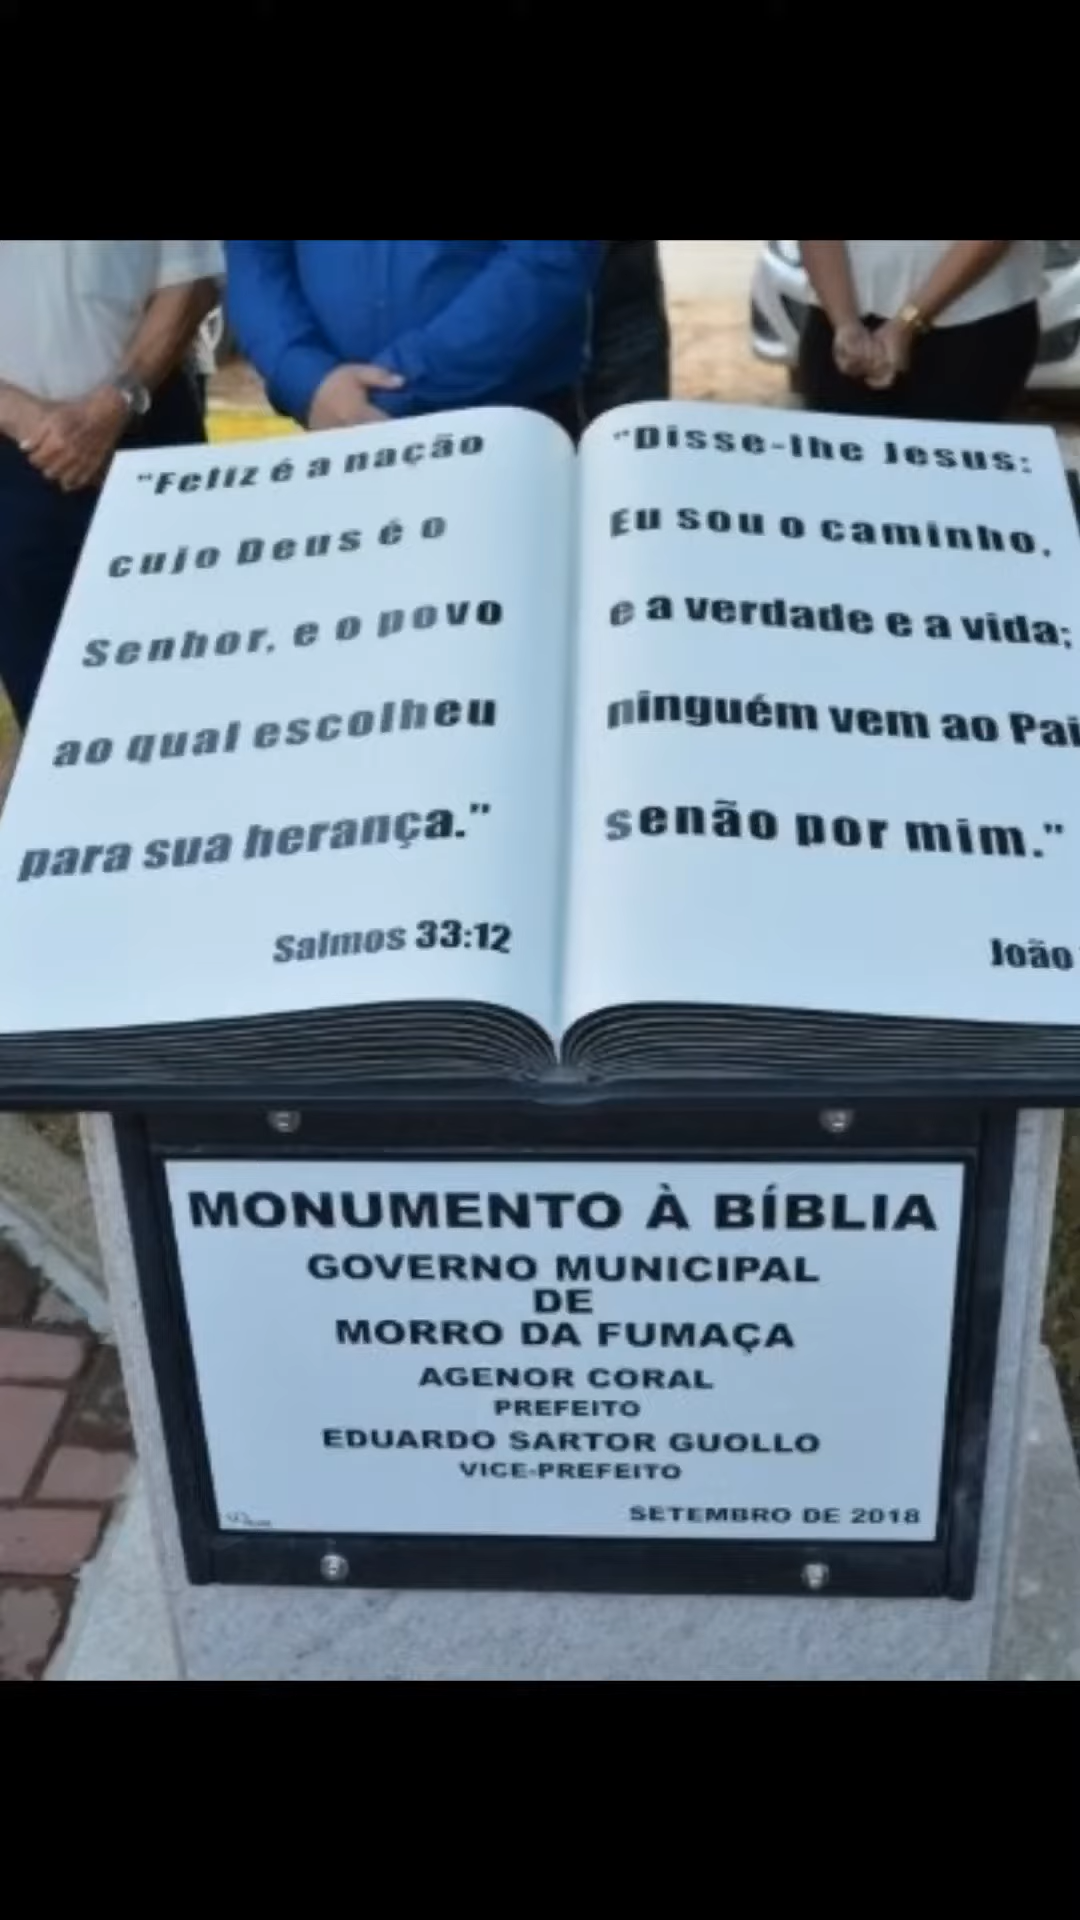 "Feliz é a nação
cujo Deus é o
Senhor, e o povo
ao qual escolheu
para sua herança."
Salmos 33:12
"Disse-lhe Jesus:
Eu sou o caminho,
e a verdade e a vida;
ninguém vem ao Pai
senão por mim."
João
MONUMENTO À BÍBLIA
GOVERNO MUNICIPAL
DE
MORRO DA FUMAÇA
AGENOR CORAL
PREFEITO
EDUARDO SARTOR GUOLLO
VICE-PREFEITO
SETEMBRO DE 2018